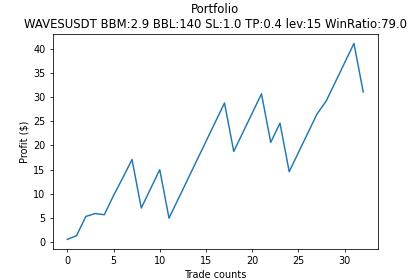 Portfolio
WAVESUSDT BBM:2.9 BBL:140 SL:1.0 TP:0.4 lev:15 WinRatio:79.0
40
35
30
25
20
15
10
5
0
Profit ($)
0 5 10 15 20 25 30
Trade counts